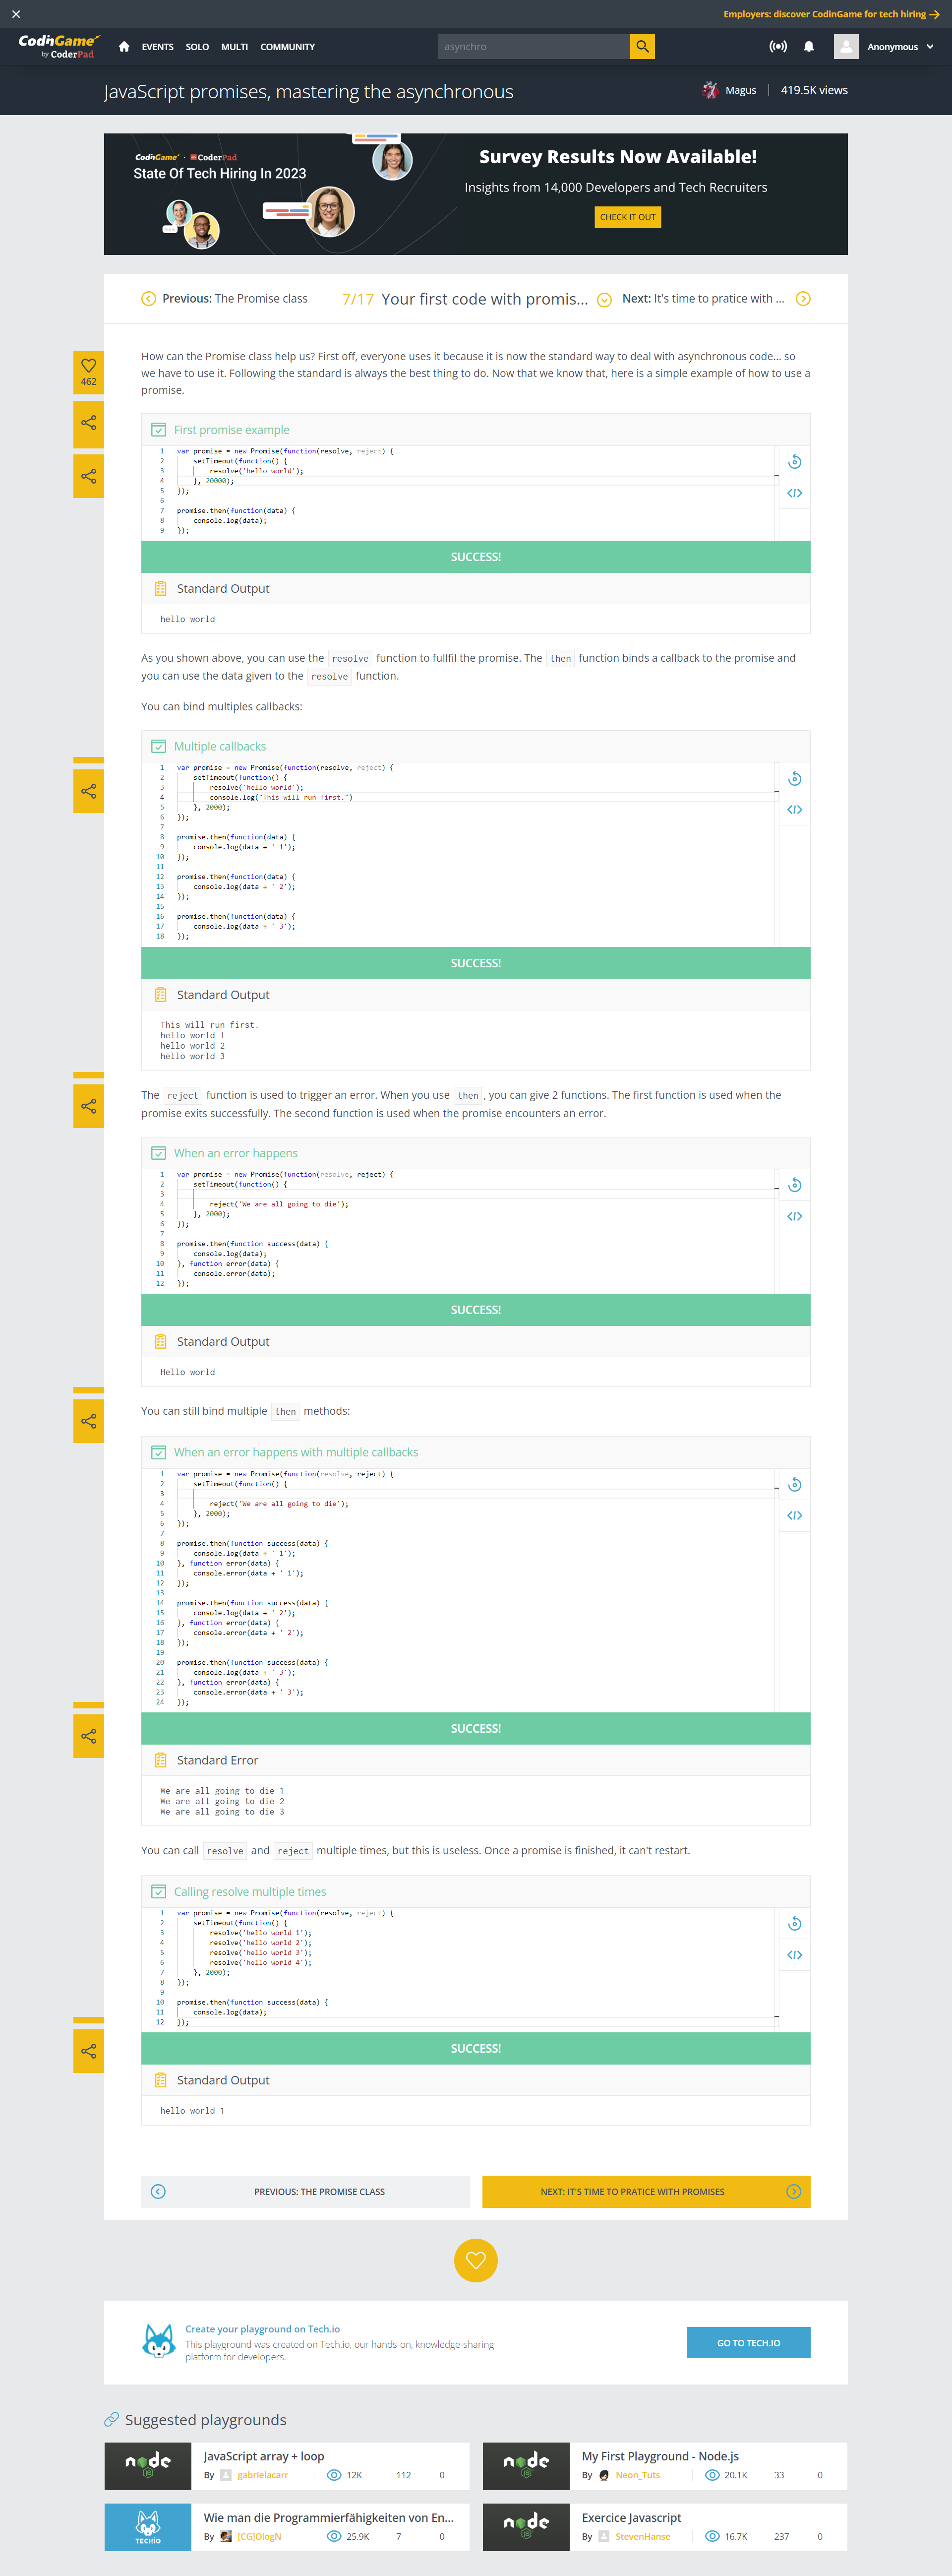 Employers: discover CodinGame for tech hiring
CodinGame
by CoderPad
EVENTS SOLO MULTI COMMUNITY
asynchro
Anonymous
JavaScript promises, mastering the asynchronous
Magus
419.5K views
CodinGame · CoderPad
State Of Tech Hiring In 2023
Survey Results Now Available!
Insights from 14,000 Developers and Tech Recruiters
CHECK IT OUT
Previous: The Promise class
7/17 Your first code with promis...
Next: It's time to pratice with ...
462
How can the Promise class help us? First off, everyone uses it because it is now the standard way to deal with asynchronous code... so
we have to use it. Following the standard is always the best thing to do. Now that we know that, here is a simple example of how to use a
promise.
First promise example
1 var promise = new Promise(function(resolve, reject) {
2 setTimeout(function() {
3 resolve('hello world');
4 }, 20000);
5 });
6
7 promise.then(function(data) {
8 console.log(data);
9 });
SUCCESS!
Standard Output
hello world
As you shown above, you can use the resolve function to fullfil the promise. The then function binds a callback to the promise and
you can use the data given to the resolve function.
You can bind multiples callbacks:
Multiple callbacks
1 var promise = new Promise(function(resolve, reject) {
2 setTimeout(function() {
3 resolve('hello world');
4 console.log("This will run first.")
5 }, 2000);
6 });
7
8 promise.then(function(data) {
9 console.log(data + ' 1');
10 });
11
12 promise.then(function(data) {
13 console.log(data + ' 2');
14 });
15
16 promise.then(function(data) {
17 console.log(data + ' 3');
18 });
SUCCESS!
Standard Output
This will run first.
hello world 1
hello world 2
hello world 3
The reject function is used to trigger an error. When you use then , you can give 2 functions. The first function is used when the
promise exits successfully. The second function is used when the promise encounters an error.
When an error happens
1 var promise = new Promise(function(resolve, reject) {
2 setTimeout(function() {
3
4 reject('We are all going to die');
5 }, 2000);
6 });
7
8 promise.then(function success(data) {
9 console.log(data);
10 }, function error(data) {
11 console.error(data);
12 });
SUCCESS!
Standard Output
Hello world
You can still bind multiple then methods:
When an error happens with multiple callbacks
1 var promise = new Promise(function(resolve, reject) {
2 setTimeout(function() {
3
4 reject('We are all going to die');
5 }, 2000);
6 });
7
8 promise.then(function success(data) {
9 console.log(data + ' 1');
10 }, function error(data) {
11 console.error(data + ' 1');
12 });
13
14 promise.then(function success(data) {
15 console.log(data + ' 2');
16 }, function error(data) {
17 console.error(data + ' 2');
18 });
19
20 promise.then(function success(data) {
21 console.log(data + ' 3');
22 }, function error(data) {
23 console.error(data + ' 3');
24 });
SUCCESS!
Standard Error
We are all going to die 1
We are all going to die 2
We are all going to die 3
You can call resolve and reject multiple times, but this is useless. Once a promise is finished, it can't restart.
Calling resolve multiple times
1 var promise = new Promise(function(resolve, reject) {
2 setTimeout(function() {
3 resolve('hello world 1');
4 resolve('hello world 2');
5 resolve('hello world 3');
6 resolve('hello world 4');
7 }, 2000);
8 });
9
10 promise.then(function success(data) {
11 console.log(data);
12 });
SUCCESS!
Standard Output
hello world 1
PREVIOUS: THE PROMISE CLASS
NEXT: IT'S TIME TO PRATICE WITH PROMISES
Create your playground on Tech.io
This playground was created on Tech.io, our hands-on, knowledge-sharing
platform for developers.
GO TO TECH.IO
Suggested playgrounds
node
JS
JavaScript array + loop
By gabrielacarr 12K 112 0
node
JS
My First Playground - Node.js
By Neon_Tuts 20.1K 33 0
TECHIO
Wie man die Programmierfähigkeiten von En...
By [CG]OlogN 25.9K 7 0
node
JS
Exercice Javascript
By StevenHanse 16.7K 237 0